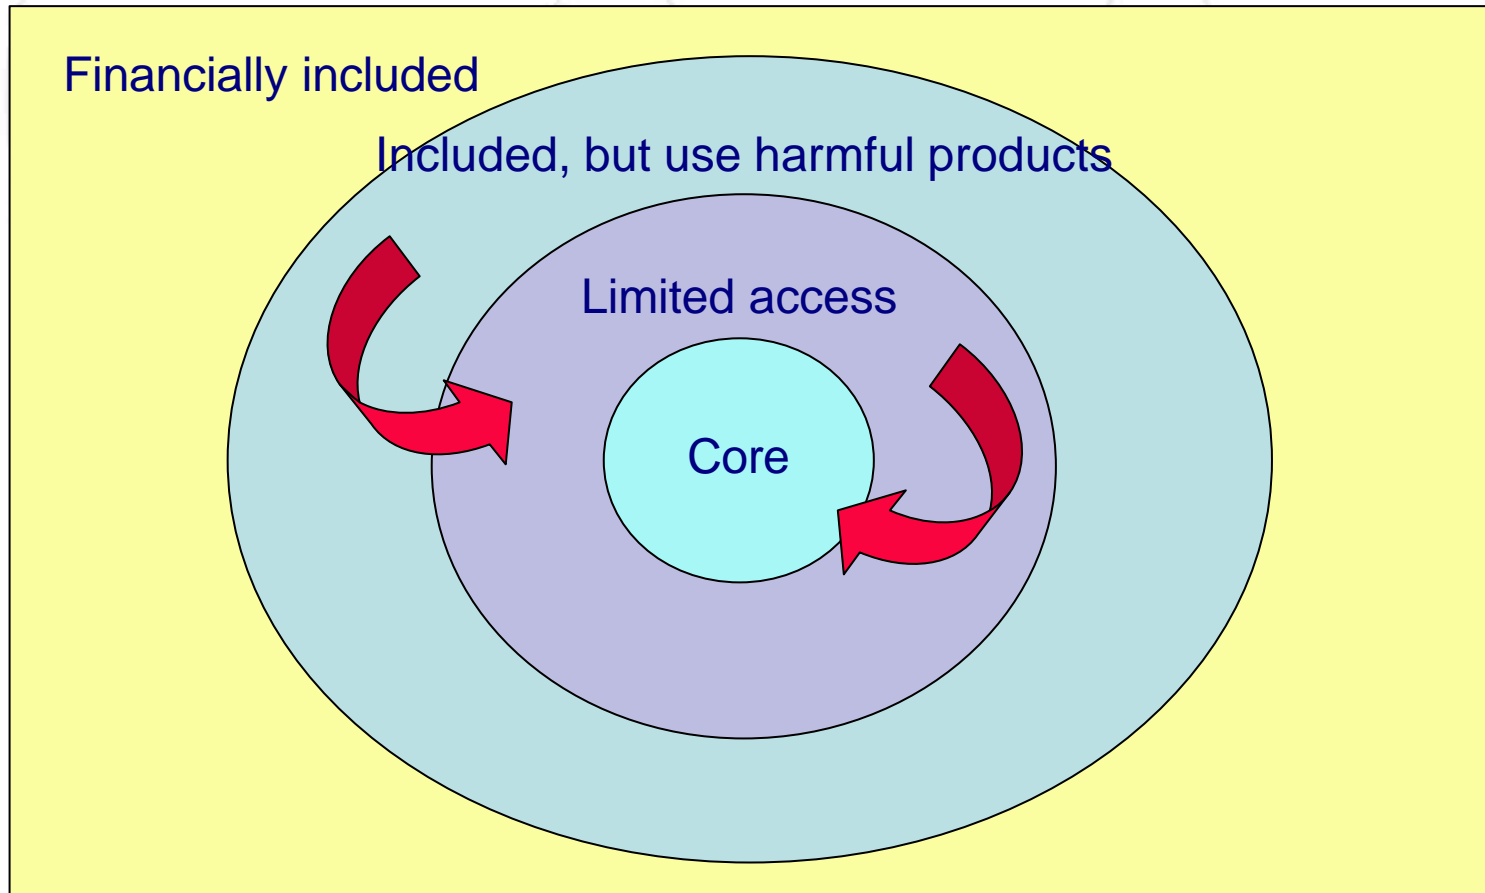 Financially included
Included, but use harmful products
Limited access
Core